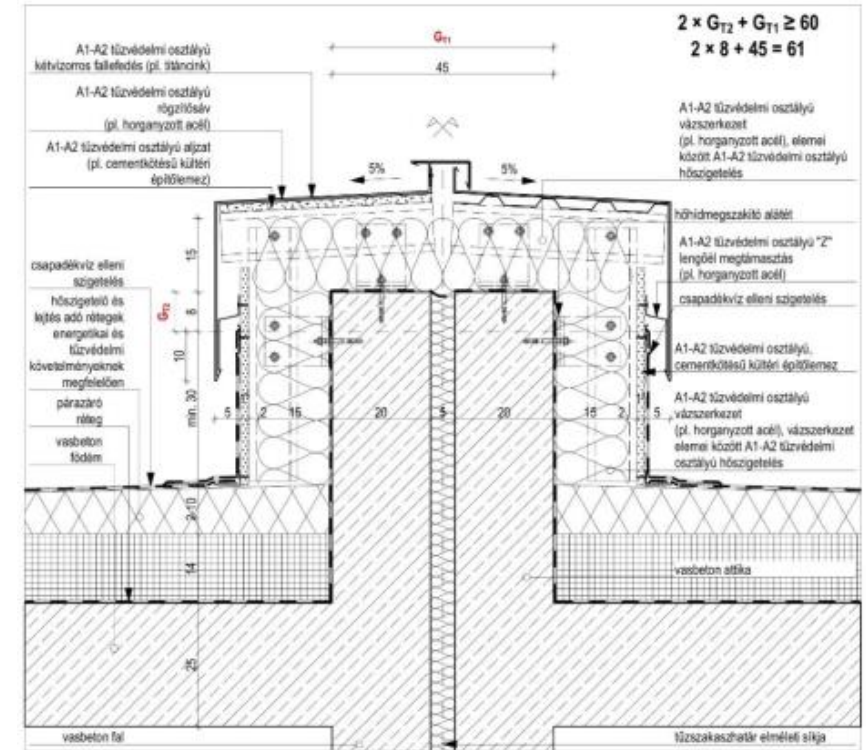 2 × GT2 + GT1 ≥ 60
2 × 8 + 45 = 61
GT1
45
A1-A2 tűzvédelmi osztályú
kétvízorros fallefedés (pl. titáncink)
A1-A2 tűzvédelmi osztályú
rögzítősáv
(pl. horganyzott acél)
A1-A2 tűzvédelmi osztályú aljzat
(pl. cementkötésű kültéri
építőlemez)
5%
5%
csapadékvíz elleni
szigetelés
hőszigetelő és
lejtés adó rétegek
energetikai és
tűzvédelmi
követelményeknek
megfelelően
párazáró
réteg
vasbeton
födém
vasbeton fal
15
GT2
10
min. 30
5
2
15
20
5
20
15
2
5
2-10
14
25
A1-A2 tűzvédelmi osztályú
vázszerkezet
(pl. horganyzott acél), elemei
között A1-A2 tűzvédelmi osztályú
hőszigetelés
hőhídmegszakító alátét
A1-A2 tűzvédelmi osztályú "Z"
lengőél megtámasztás
(pl. horganyzott acél)
csapadékvíz elleni szigetelés
A1-A2 tűzvédelmi osztályú,
cementkötésű kültéri építőlemez
A1-A2 tűzvédelmi osztályú
vázszerkezet
(pl. horganyzott acél), vázszerkezet
elemei között A1-A2 tűzvédelmi
osztályú hőszigetelés
vasbeton attika
tűzszakaszhatár elméleti síkja